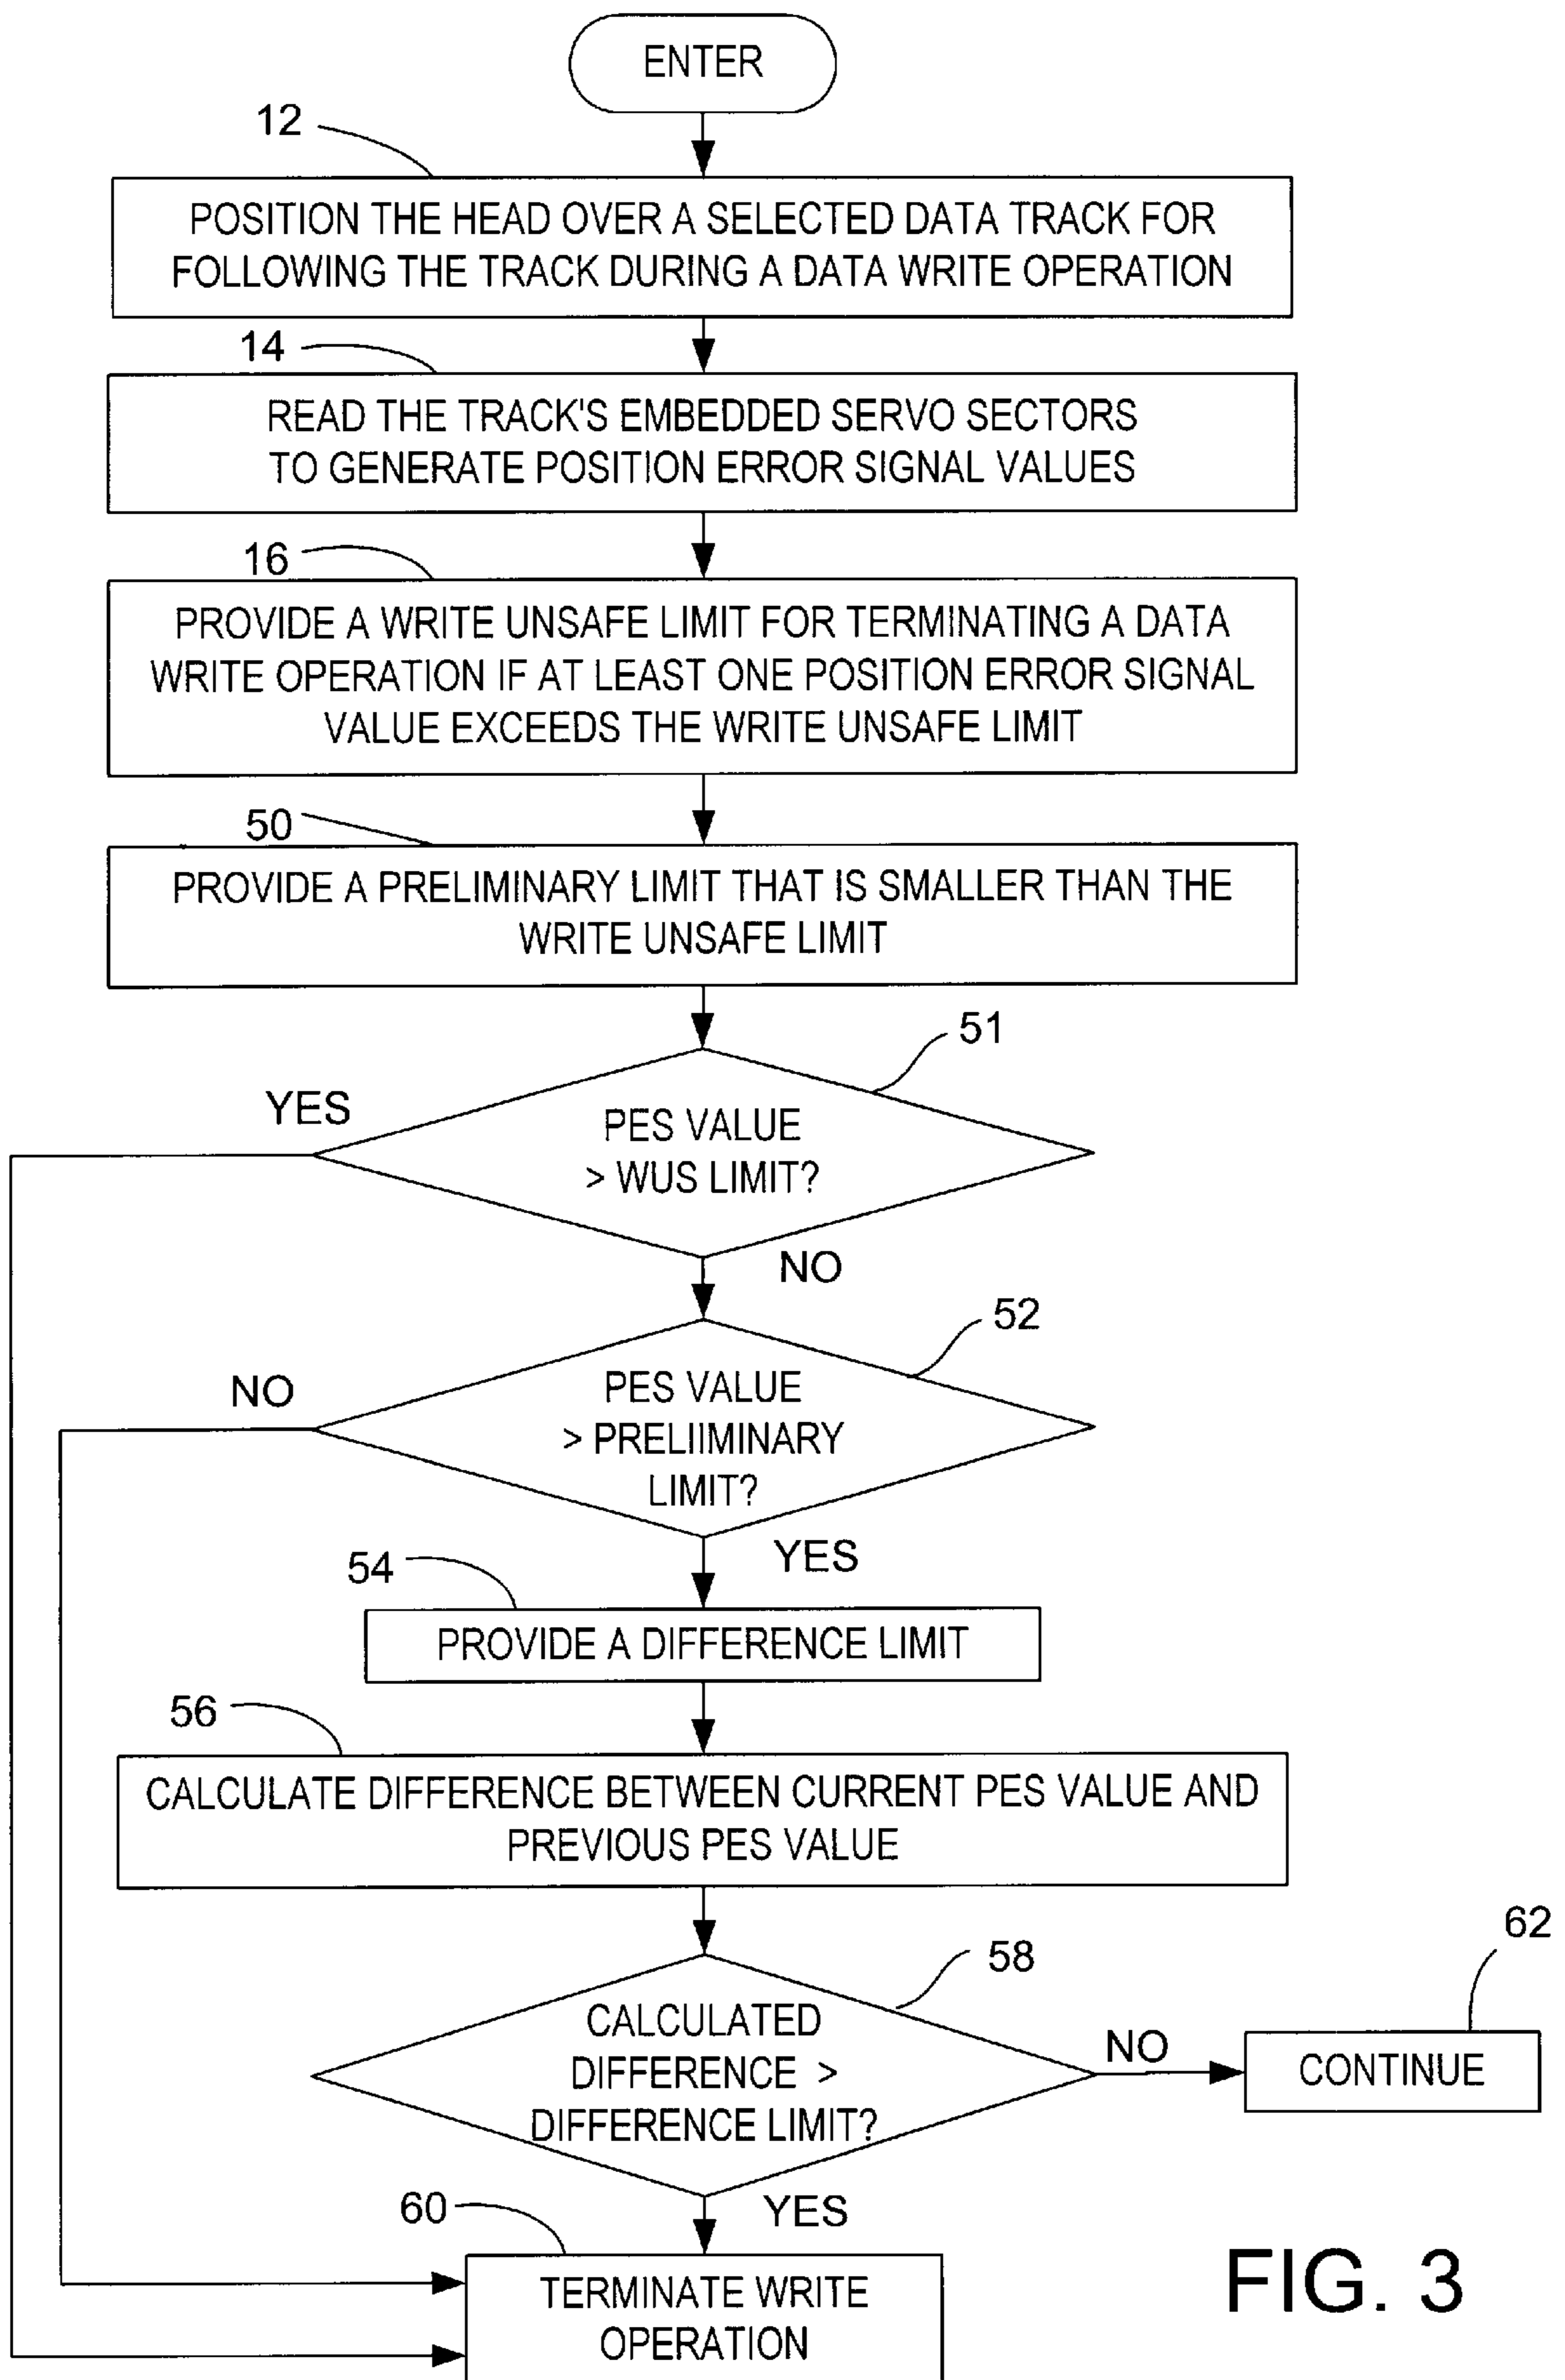 ENTER
12
POSITION THE HEAD OVER A SELECTED DATA TRACK FOR
FOLLOWING THE TRACK DURING A DATA WRITE OPERATION
14
READ THE TRACK'S EMBEDDED SERVO SECTORS
TO GENERATE POSITION ERROR SIGNAL VALUES
16
PROVIDE A WRITE UNSAFE LIMIT FOR TERMINATING A DATA
WRITE OPERATION IF AT LEAST ONE POSITION ERROR SIGNAL
VALUE EXCEEDS THE WRITE UNSAFE LIMIT
50
PROVIDE A PRELIMINARY LIMIT THAT IS SMALLER THAN THE
WRITE UNSAFE LIMIT
51
YES
PES VALUE
> WUS LIMIT?
NO
52
NO
PES VALUE
> PRELIIMINARY
LIMIT?
YES
54
PROVIDE A DIFFERENCE LIMIT
56
CALCULATE DIFFERENCE BETWEEN CURRENT PES VALUE AND
PREVIOUS PES VALUE
58
62
CALCULATED
DIFFERENCE >
DIFFERENCE LIMIT?
NO
CONTINUE
YES
60
TERMINATE WRITE
OPERATION
FIG. 3